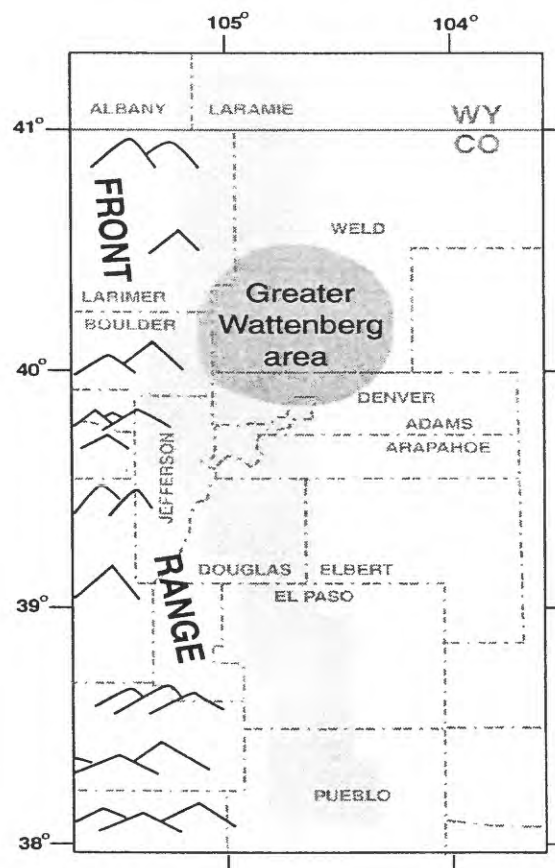 105°
104°
ALBANY
LARAMIE
WY
41°
CO
FRONT
WELD
Greater
Wattenberg
area
LARIMER
BOULDER
40°
DENVER
ADAMS
ARAPAHOE
JEFFERSON
RANGE
DOUGLAS
ELBERT
EL PASO
39°
PUEBLO
38°